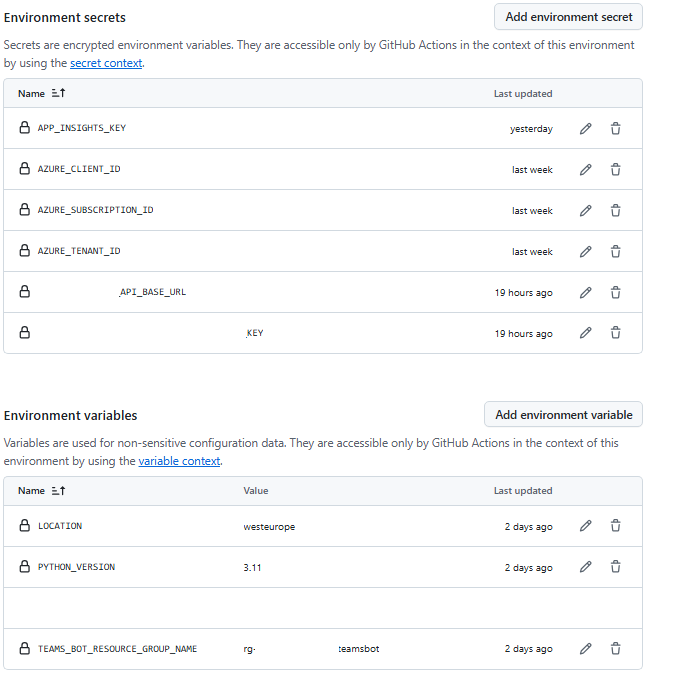 Environment secrets
Add environment secret
Secrets are encrypted environment variables. They are accessible only by GitHub Actions in the context of this environment
by using the secret context.
Name Last updated
APP_INSIGHTS_KEY yesterday
AZURE_CLIENT_ID last week
AZURE_SUBSCRIPTION_ID last week
AZURE_TENANT_ID last week
API_BASE_URL 19 hours ago
KEY 19 hours ago
Environment variables
Add environment variable
Variables are used for non-sensitive configuration data. They are accessible only by GitHub Actions in the context of this
environment by using the variable context.
Name Value Last updated
LOCATION westeurope 2 days ago
PYTHON_VERSION 3.11 2 days ago
TEAMS_BOT_RESOURCE_GROUP_NAME rg- teamsbot 2 days ago